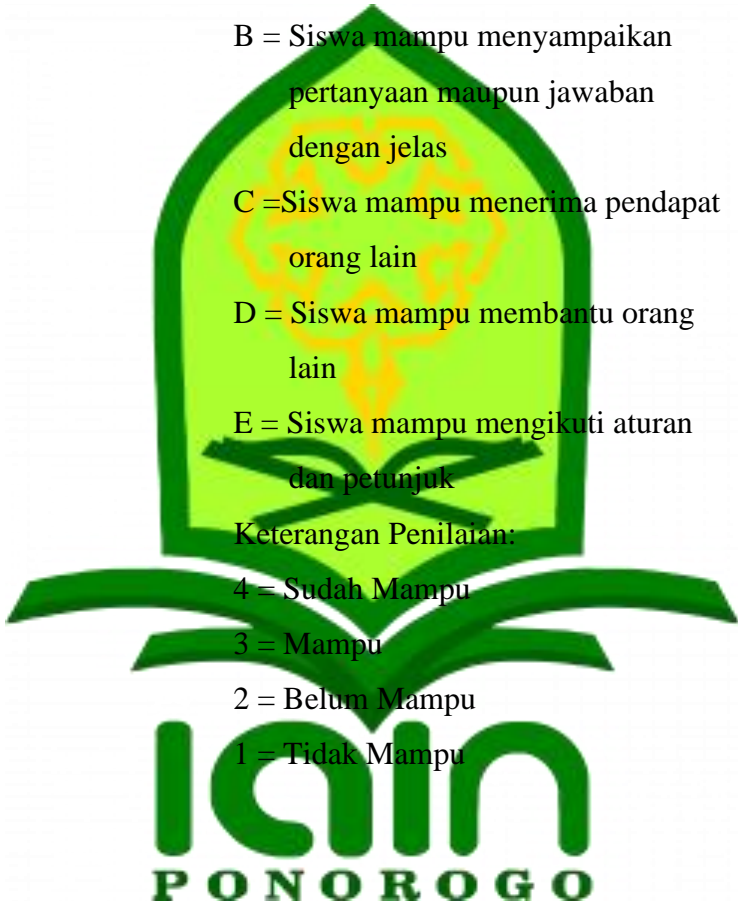 B = Siswa mampu menyampaikan
pertanyaan maupun jawaban
dengan jelas
C =Siswa mampu menerima pendapat
orang lain
D = Siswa mampu membantu orang
lain
E = Siswa mampu mengikuti aturan
dan petunjuk
Keterangan Penilaian:
4 = Sudah Mampu
3 = Mampu
2 = Belum Mampu
1 = Tidak Mampu
iain
PONOROGO